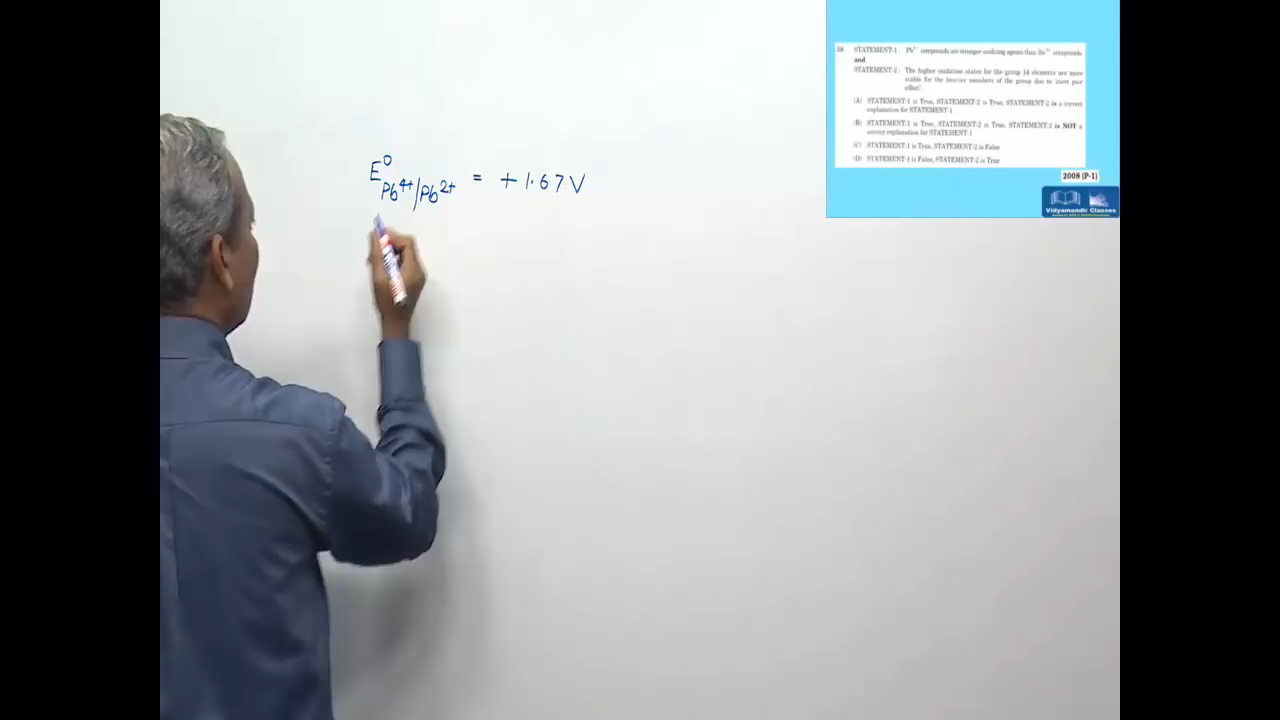 E⁰ Pb⁴⁺/Pb²⁺ = +1.67 V
STATEMENT-1 : Pb⁴⁺ compounds are stronger oxidizing agents than Sn⁴⁺ compounds.
and
STATEMENT-2 : The higher oxidation states for the group 14 elements are more
stable for the heavier members of the group due to 'inert pair
effect'.
(A) STATEMENT-1 is True, STATEMENT-2 is True; STATEMENT-2 is a correct
explanation for STATEMENT-1
(B) STATEMENT-1 is True, STATEMENT-2 is True; STATEMENT-2 is NOT a
correct explanation for STATEMENT-1
(C) STATEMENT-1 is True, STATEMENT-2 is False
(D) STATEMENT-1 is False, STATEMENT-2 is True
2008 (P-1)
Vidyamandir Classes